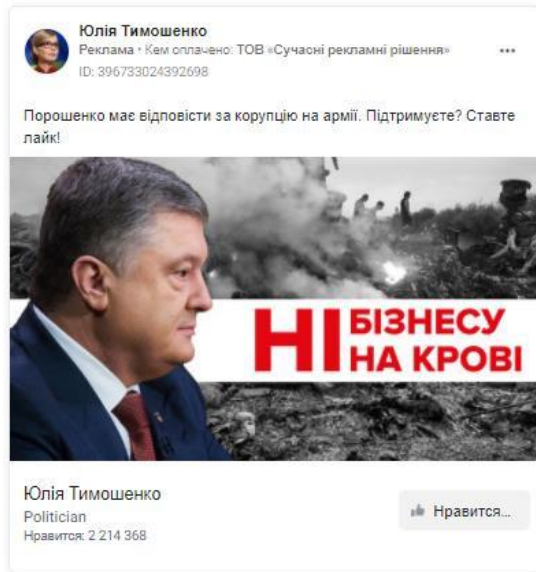 Юлія Тимошенко
Реклама • Кем оплачено: ТОВ «Сучасні рекламні рішення»
ID: 396733024392698
Порошенко має відповісти за корупцію на армії. Підтримуєте? Ставте
лайк!
НІ БІЗНЕСУ
НА КРОВІ
Юлія Тимошенко
Politician
Нравится: 2 214 368
Нравится...